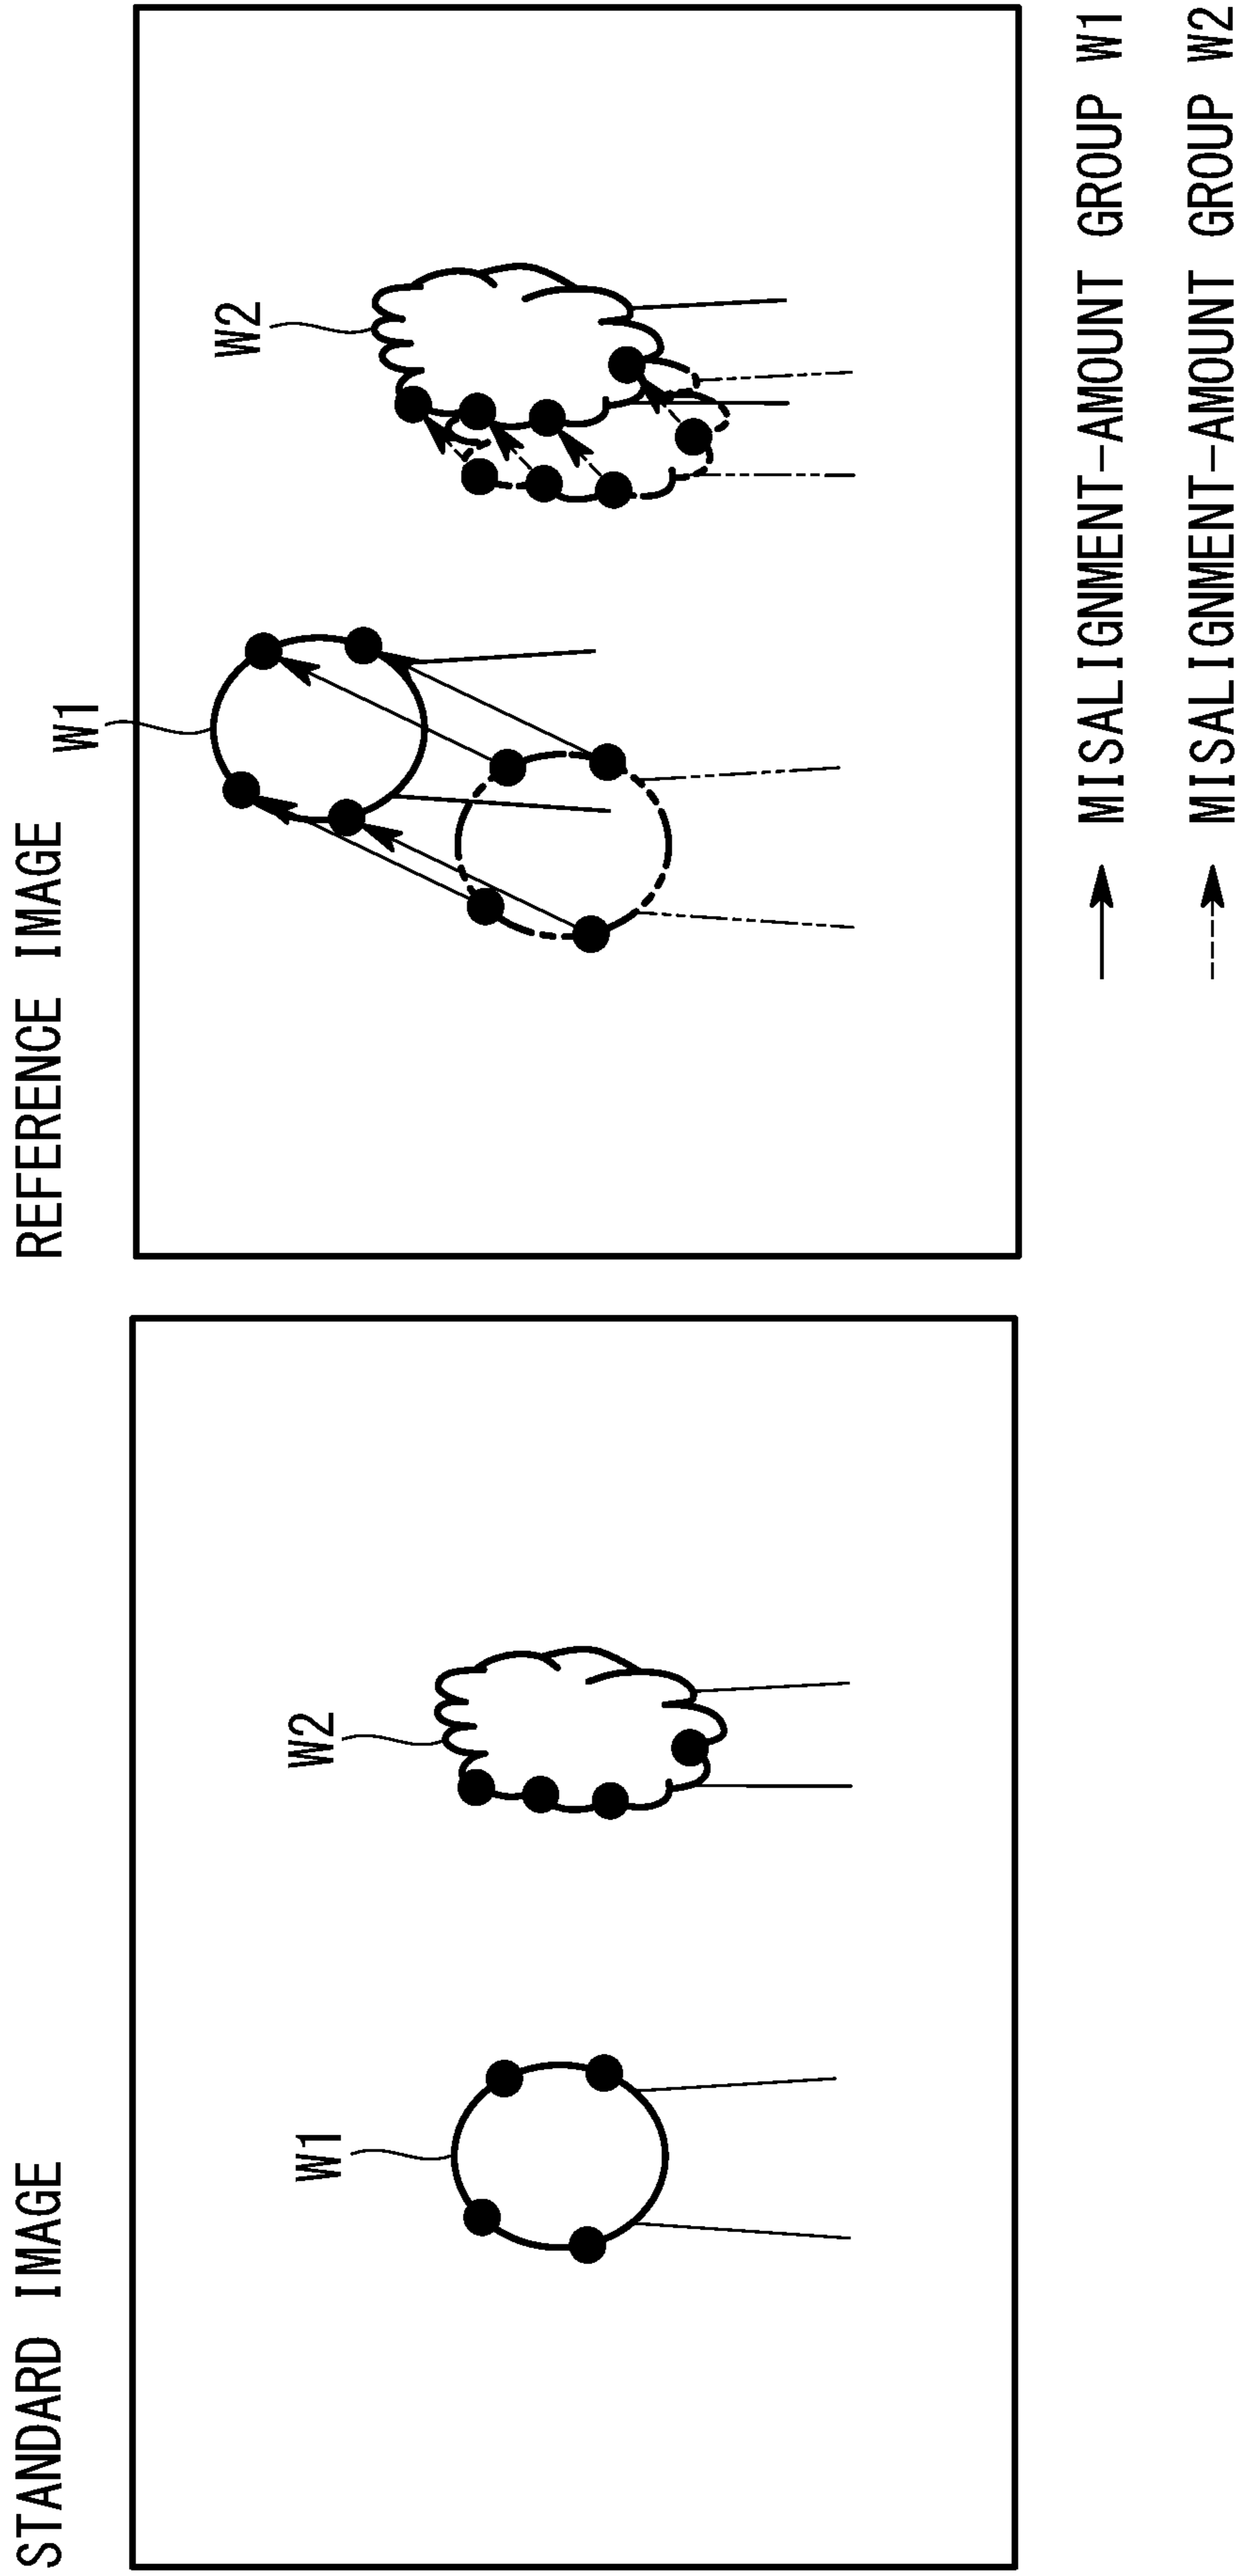 STANDARD IMAGE
REFERENCE IMAGE
W1
W2
W1
W2
MISALIGNMENT-AMOUNT GROUP W1
MISALIGNMENT-AMOUNT GROUP W2